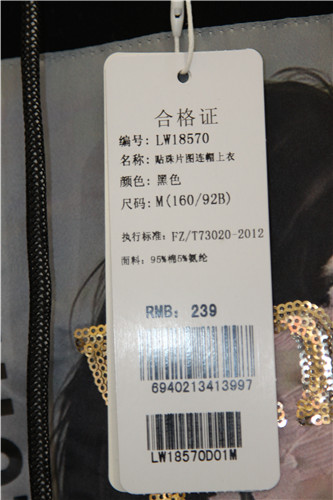 合格证
编号: LW18570
名称: 贴珠片图连帽上衣
颜色: 黑色
尺码: M(160/92B)
执行标准: FZ/T73020-2012
面料: 95%棉5%氨纶
RMB: 239
6940213413997
LW18570D01M